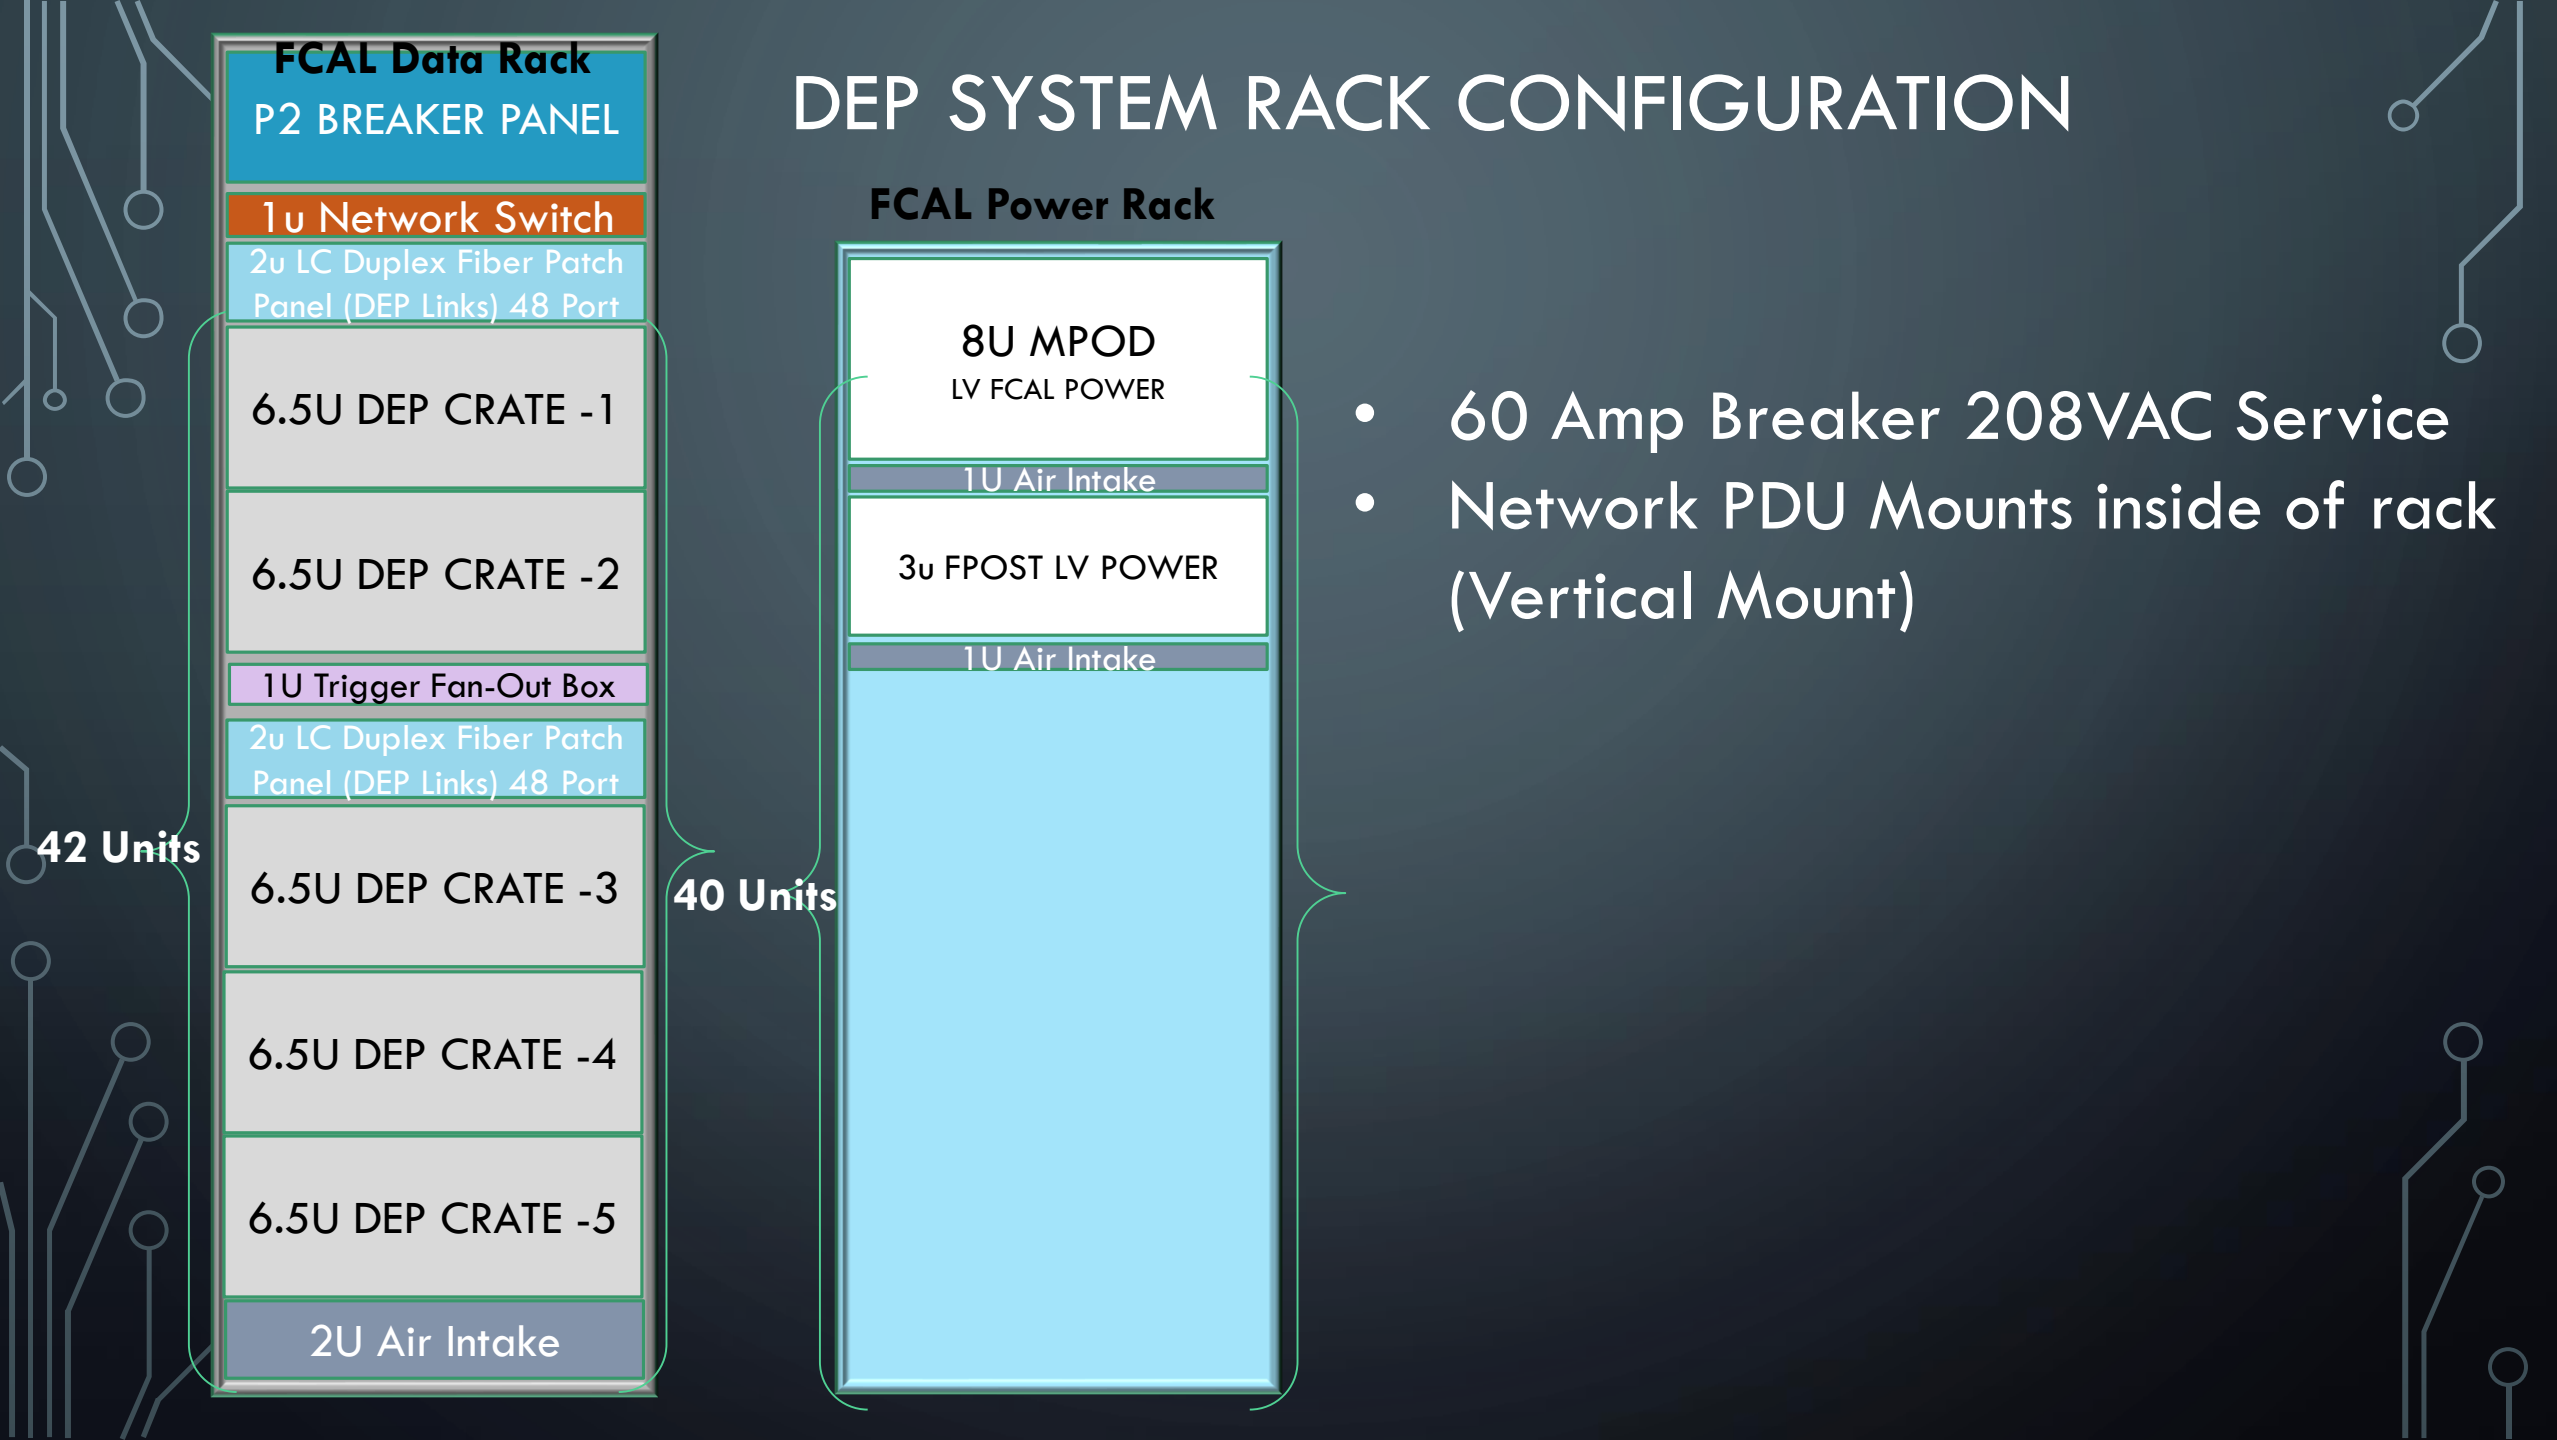 DEP SYSTEM RACK CONFIGURATION
FCAL Data Rack
P2 BREAKER PANEL
1u Network Switch
2u LC Duplex Fiber Patch
Panel (DEP Links) 48 Port
6.5U DEP CRATE -1
6.5U DEP CRATE -2
1U Trigger Fan-Out Box
2u LC Duplex Fiber Patch
Panel (DEP Links) 48 Port
6.5U DEP CRATE -3
6.5U DEP CRATE -4
6.5U DEP CRATE -5
2U Air Intake
42 Units
FCAL Power Rack
8U MPOD
LV FCAL POWER
1U Air Intake
3u FPOST LV POWER
1U Air Intake
40 Units
• 60 Amp Breaker 208VAC Service
• Network PDU Mounts inside of rack
(Vertical Mount)